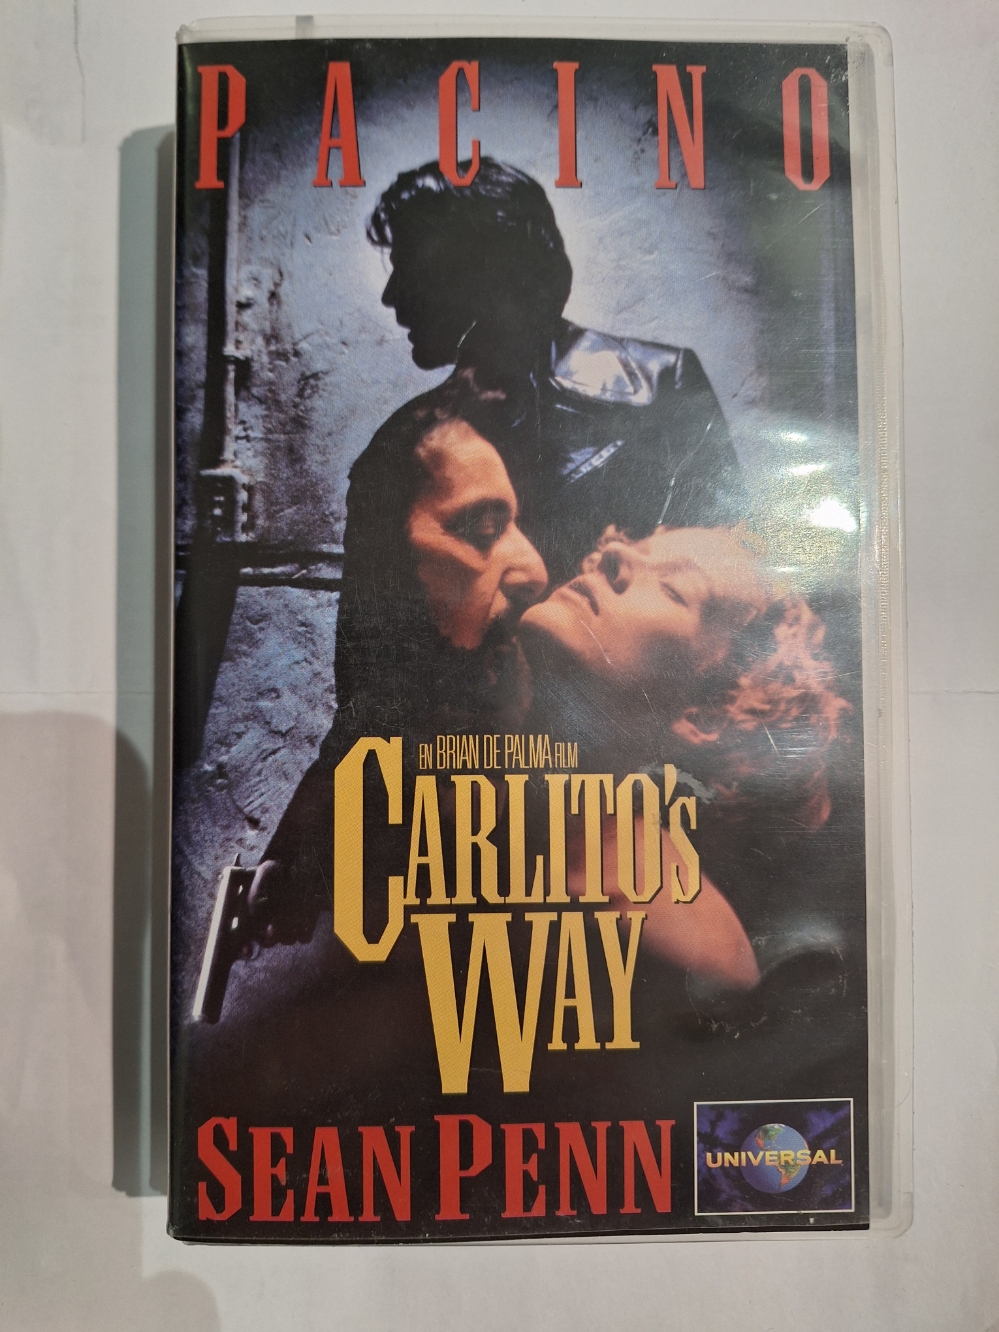 PACINO
EN BRIAN DE PALMA FILM
CARLITO'S
WAY
SEAN PENN
UNIVERSAL